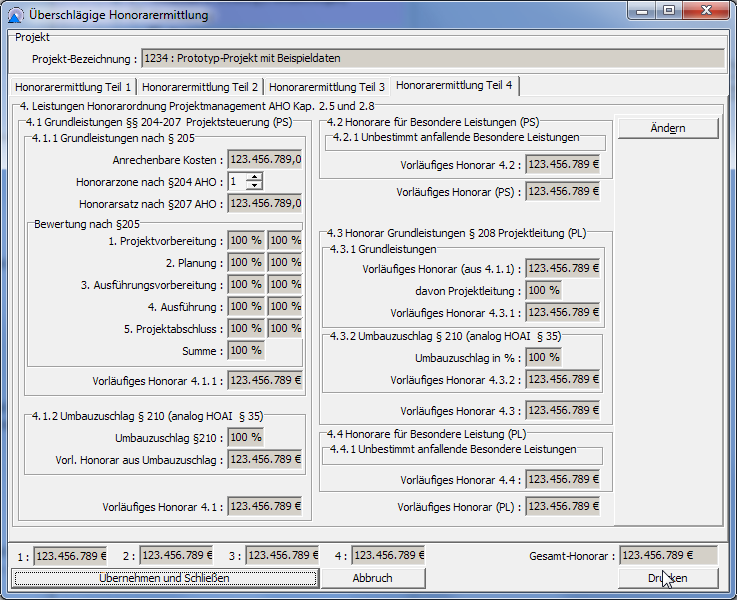 Überschlägige Honorarermittlung
Projekt
Projekt-Bezeichnung : 1234 : Prototyp-Projekt mit Beispieldaten
Honorarermittlung Teil 1 Honorarermittlung Teil 2 Honorarermittlung Teil 3 Honorarermittlung Teil 4
4. Leistungen Honorarordnung Projektmanagement AHO Kap. 2.5 und 2.8
4.1 Grundleistungen §§ 204-207 Projektsteuerung (PS)
4.1.1 Grundleistungen nach § 205
Anrechenbare Kosten : 123.456.789,0
Honorarzone nach §204 AHO : 1
Honorarsatz nach §207 AHO : 123.456.789,0
Bewertung nach §205
1. Projektvorbereitung : 100 % 100 %
2. Planung : 100 % 100 %
3. Ausführungsvorbereitung : 100 % 100 %
4. Ausführung : 100 % 100 %
5. Projektabschluss : 100 % 100 %
Summe : 100 %
Vorläufiges Honorar 4.1.1 : 123.456.789 €
4.1.2 Umbauzuschlag § 210 (analog HOAI § 35)
Umbauzuschlag §210 : 100 %
Vorl. Honorar aus Umbauzuschlag : 123.456.789 €
Vorläufiges Honorar 4.1 : 123.456.789 €
4.2 Honorare für Besondere Leistungen (PS)
4.2.1 Unbestimmt anfallende Besondere Leistungen
Vorläufiges Honorar 4.2 : 123.456.789 €
Vorläufiges Honorar (PS) : 123.456.789 €
4.3 Honorar Grundleistungen § 208 Projektleitung (PL)
4.3.1 Grundleistungen
Vorläufiges Honorar (aus 4.1.1) : 123.456.789 €
davon Projektleitung : 100 %
Vorläufiges Honorar 4.3.1 : 123.456.789 €
4.3.2 Umbauzuschlag § 210 (analog HOAI § 35)
Umbauzuschlag in % : 100 %
Vorläufiges Honorar 4.3.2 : 123.456.789 €
Vorläufiges Honorar 4.3 : 123.456.789 €
4.4 Honorare für Besondere Leistung (PL)
4.4.1 Unbestimmt anfallende Besondere Leistungen
Vorläufiges Honorar 4.4 : 123.456.789 €
Vorläufiges Honorar (PL) : 123.456.789 €
Ändern
1 : 123.456.789 € 2 : 123.456.789 € 3 : 123.456.789 € 4 : 123.456.789 € Gesamt-Honorar : 123.456.789 €
Übernehmen und Schließen Abbruch Drucken